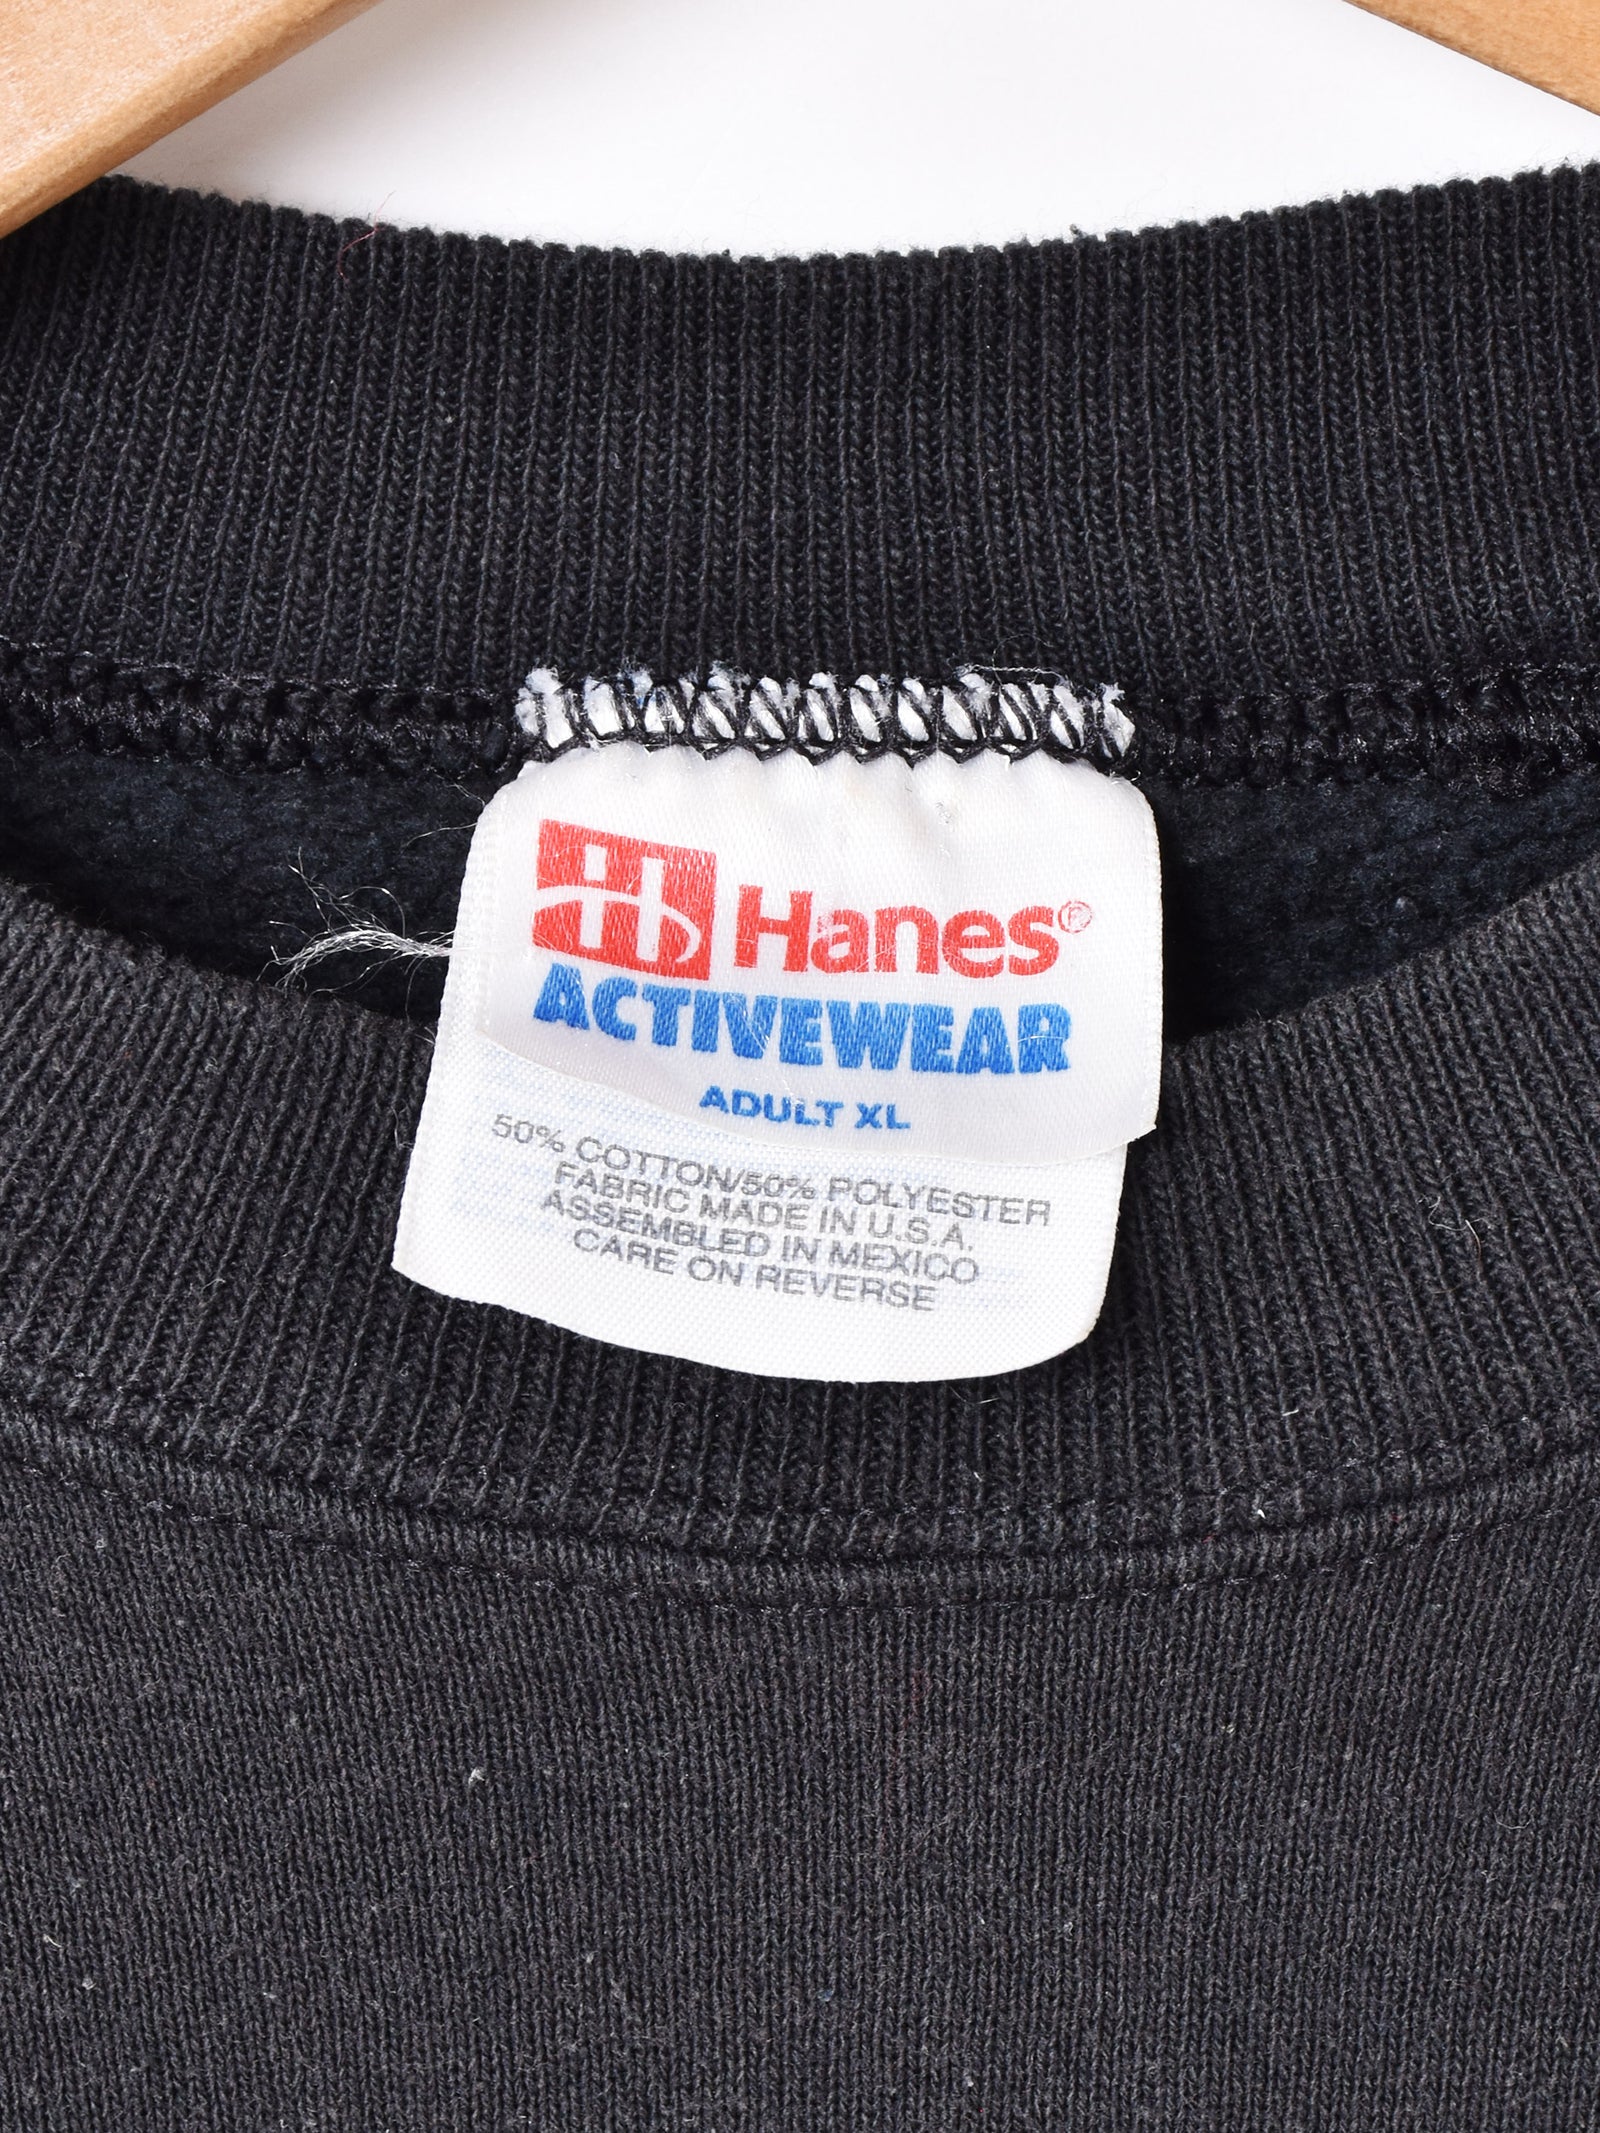 H Hanes®
ACTIVEWEAR
ADULT XL
50% COTTON/50% POLYESTER
FABRIC MADE IN U.S.A.
ASSEMBLED IN MEXICO
CARE ON REVERSE